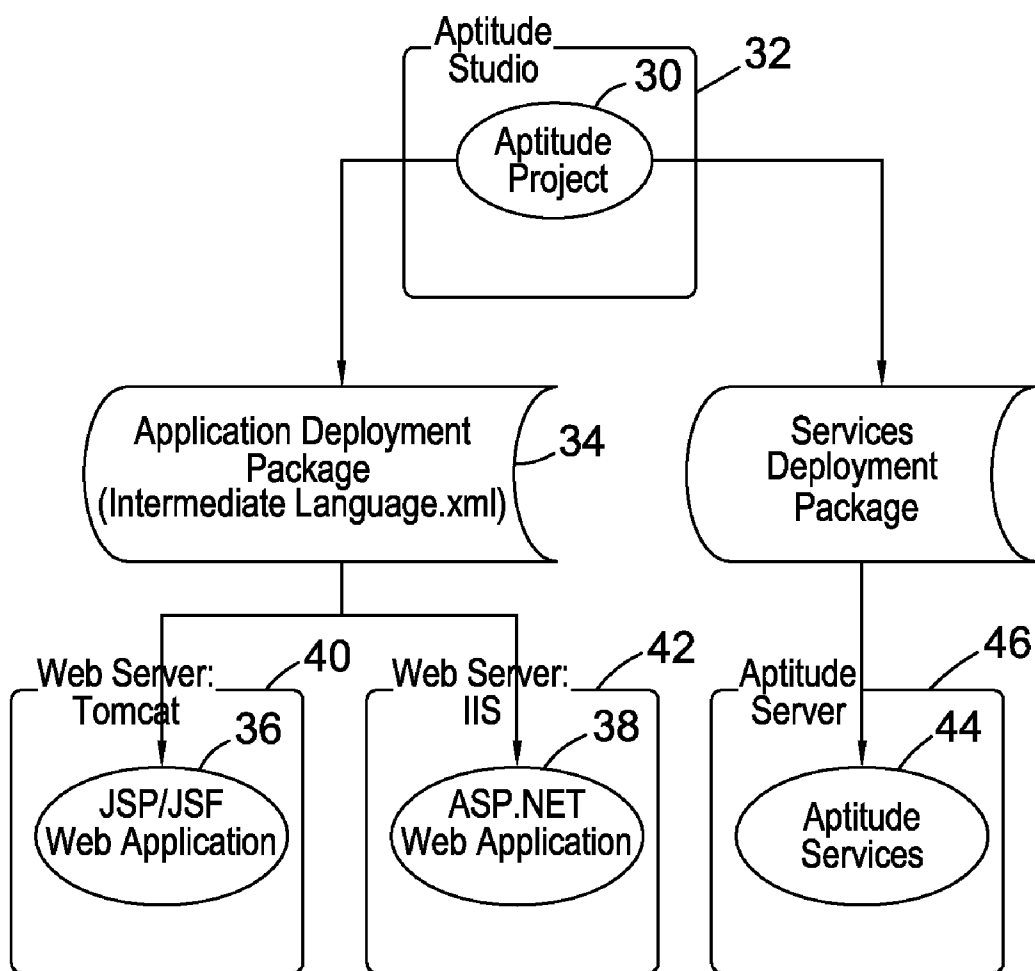 Aptitude
Studio
32
30
Aptitude
Project
Application Deployment
Package
(Intermediate Language.xml)
34
Services
Deployment
Package
Web Server:
Tomcat
40
36
JSP/JSF
Web Application
Web Server:
IIS
42
38
ASP.NET
Web Application
Aptitude
Server
46
44
Aptitude
Services